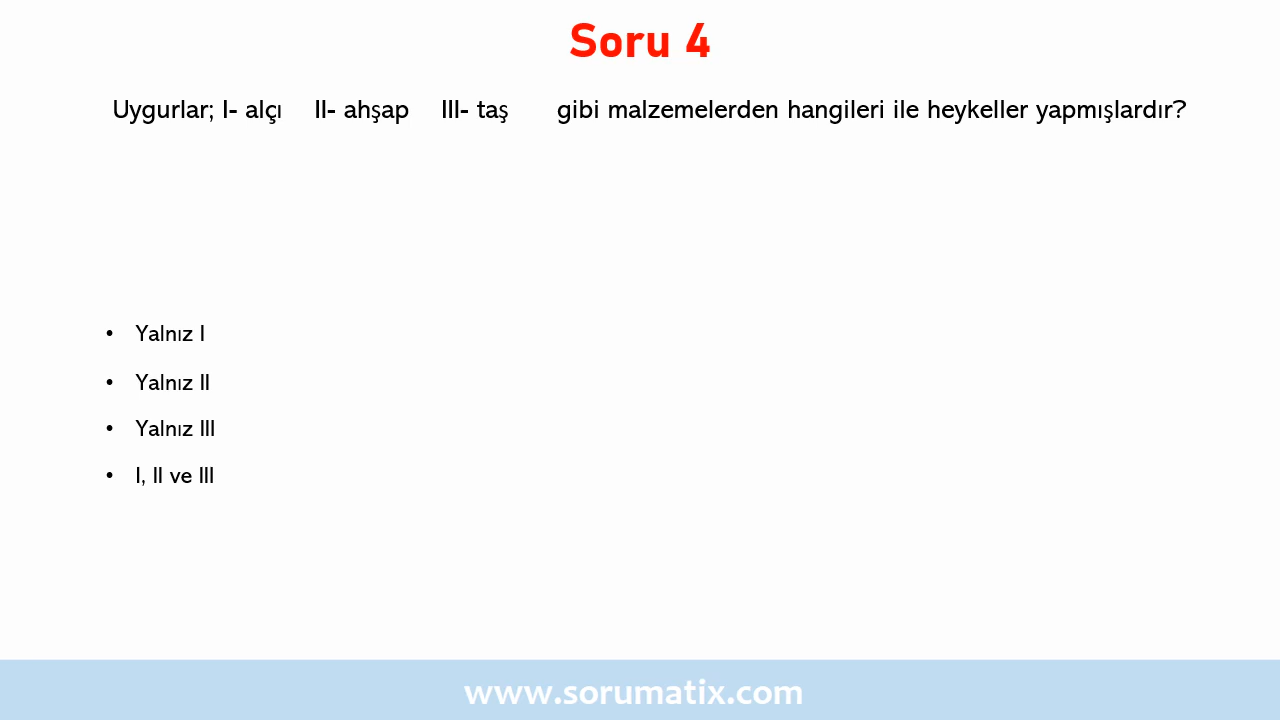 Soru 4
Uygurlar; I- alçı II- ahşap III- taş gibi malzemelerden hangileri ile heykeller yapmışlardır?
• Yalnız I
• Yalnız II
• Yalnız III
• I, II ve III
www.sorumatix.com